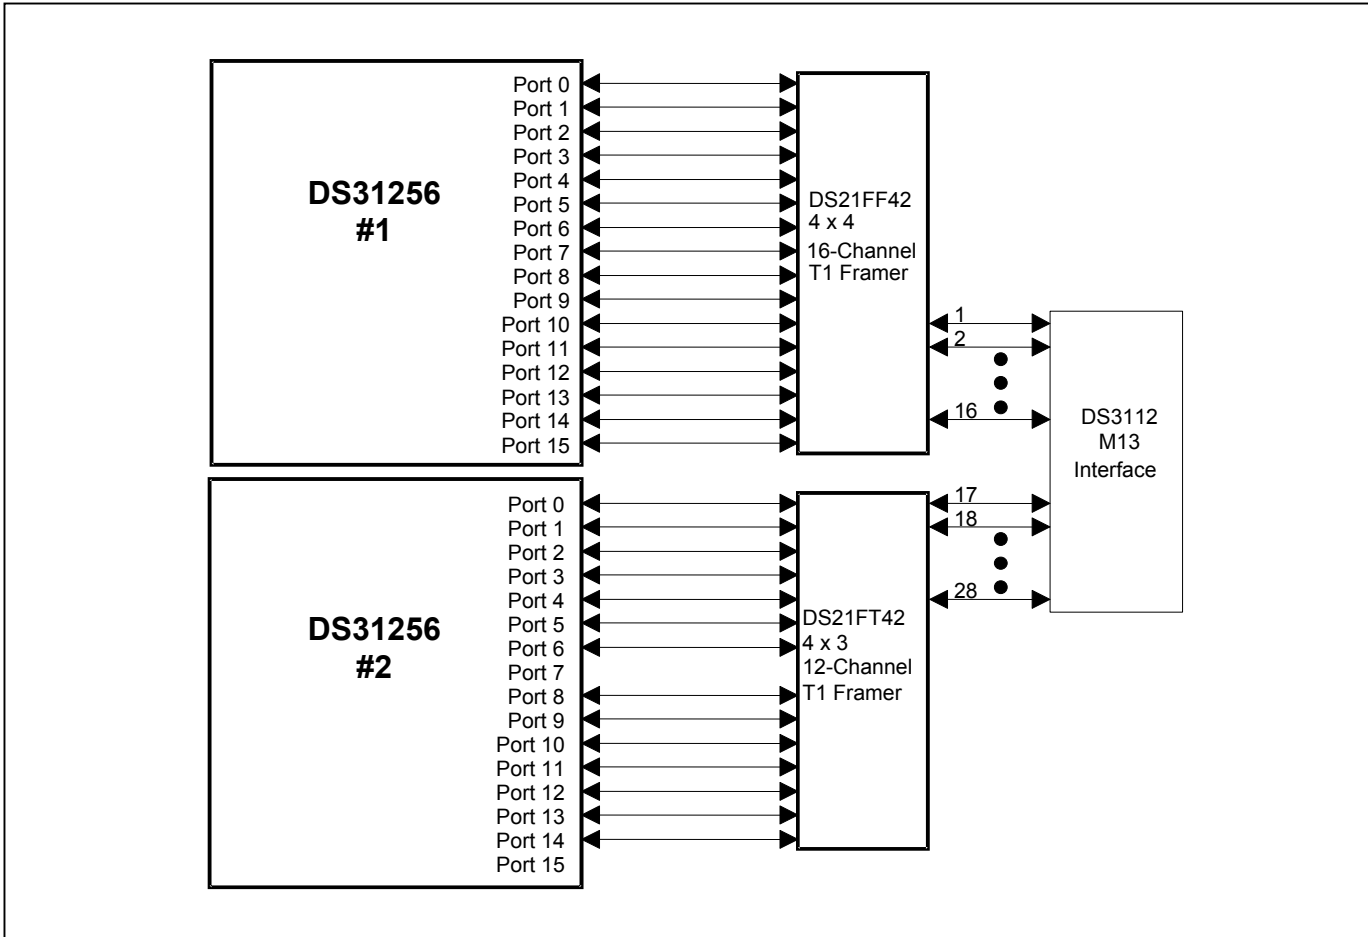 DS31256
#1
Port 0
Port 1
Port 2
Port 3
Port 4
Port 5
Port 6
Port 7
Port 8
Port 9
Port 10
Port 11
Port 12
Port 13
Port 14
Port 15
DS21FF42
4 x 4
16-Channel
T1 Framer
1
2
16
DS3112
M13
Interface
DS31256
#2
Port 0
Port 1
Port 2
Port 3
Port 4
Port 5
Port 6
Port 7
Port 8
Port 9
Port 10
Port 11
Port 12
Port 13
Port 14
Port 15
DS21FT42
4 x 3
12-Channel
T1 Framer
17
18
28